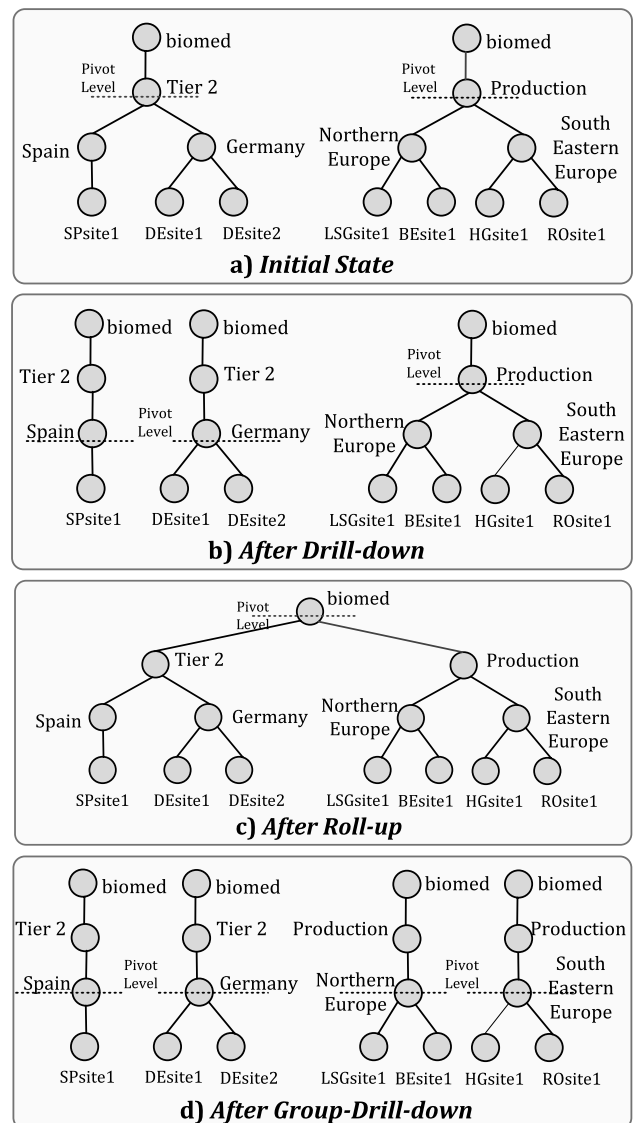 biomed
biomed
Pivot
Level
Tier 2
Pivot
Level
Production
Spain
Germany
Northern
Europe
South
Eastern
Europe
SPsite1
DEsite1
DEsite2
LSGsite1
BEsite1
HGsite1
ROsite1
a) Initial State
biomed
biomed
biomed
Tier 2
Tier 2
Pivot
Level
Production
Spain
Pivot
Level
Germany
Northern
Europe
South
Eastern
Europe
SPsite1
DEsite1
DEsite2
LSGsite1
BEsite1
HGsite1
ROsite1
b) After Drill-down
Pivot
Level
biomed
Tier 2
Production
Spain
Germany
Northern
Europe
South
Eastern
Europe
SPsite1
DEsite1
DEsite2
LSGsite1
BEsite1
HGsite1
ROsite1
c) After Roll-up
biomed
biomed
biomed
biomed
Tier 2
Tier 2
Production
Production
Spain
Pivot
Level
Germany
Northern
Europe
Pivot
Level
South
Eastern
Europe
SPsite1
DEsite1
DEsite2
LSGsite1
BEsite1
HGsite1
ROsite1
d) After Group-Drill-down